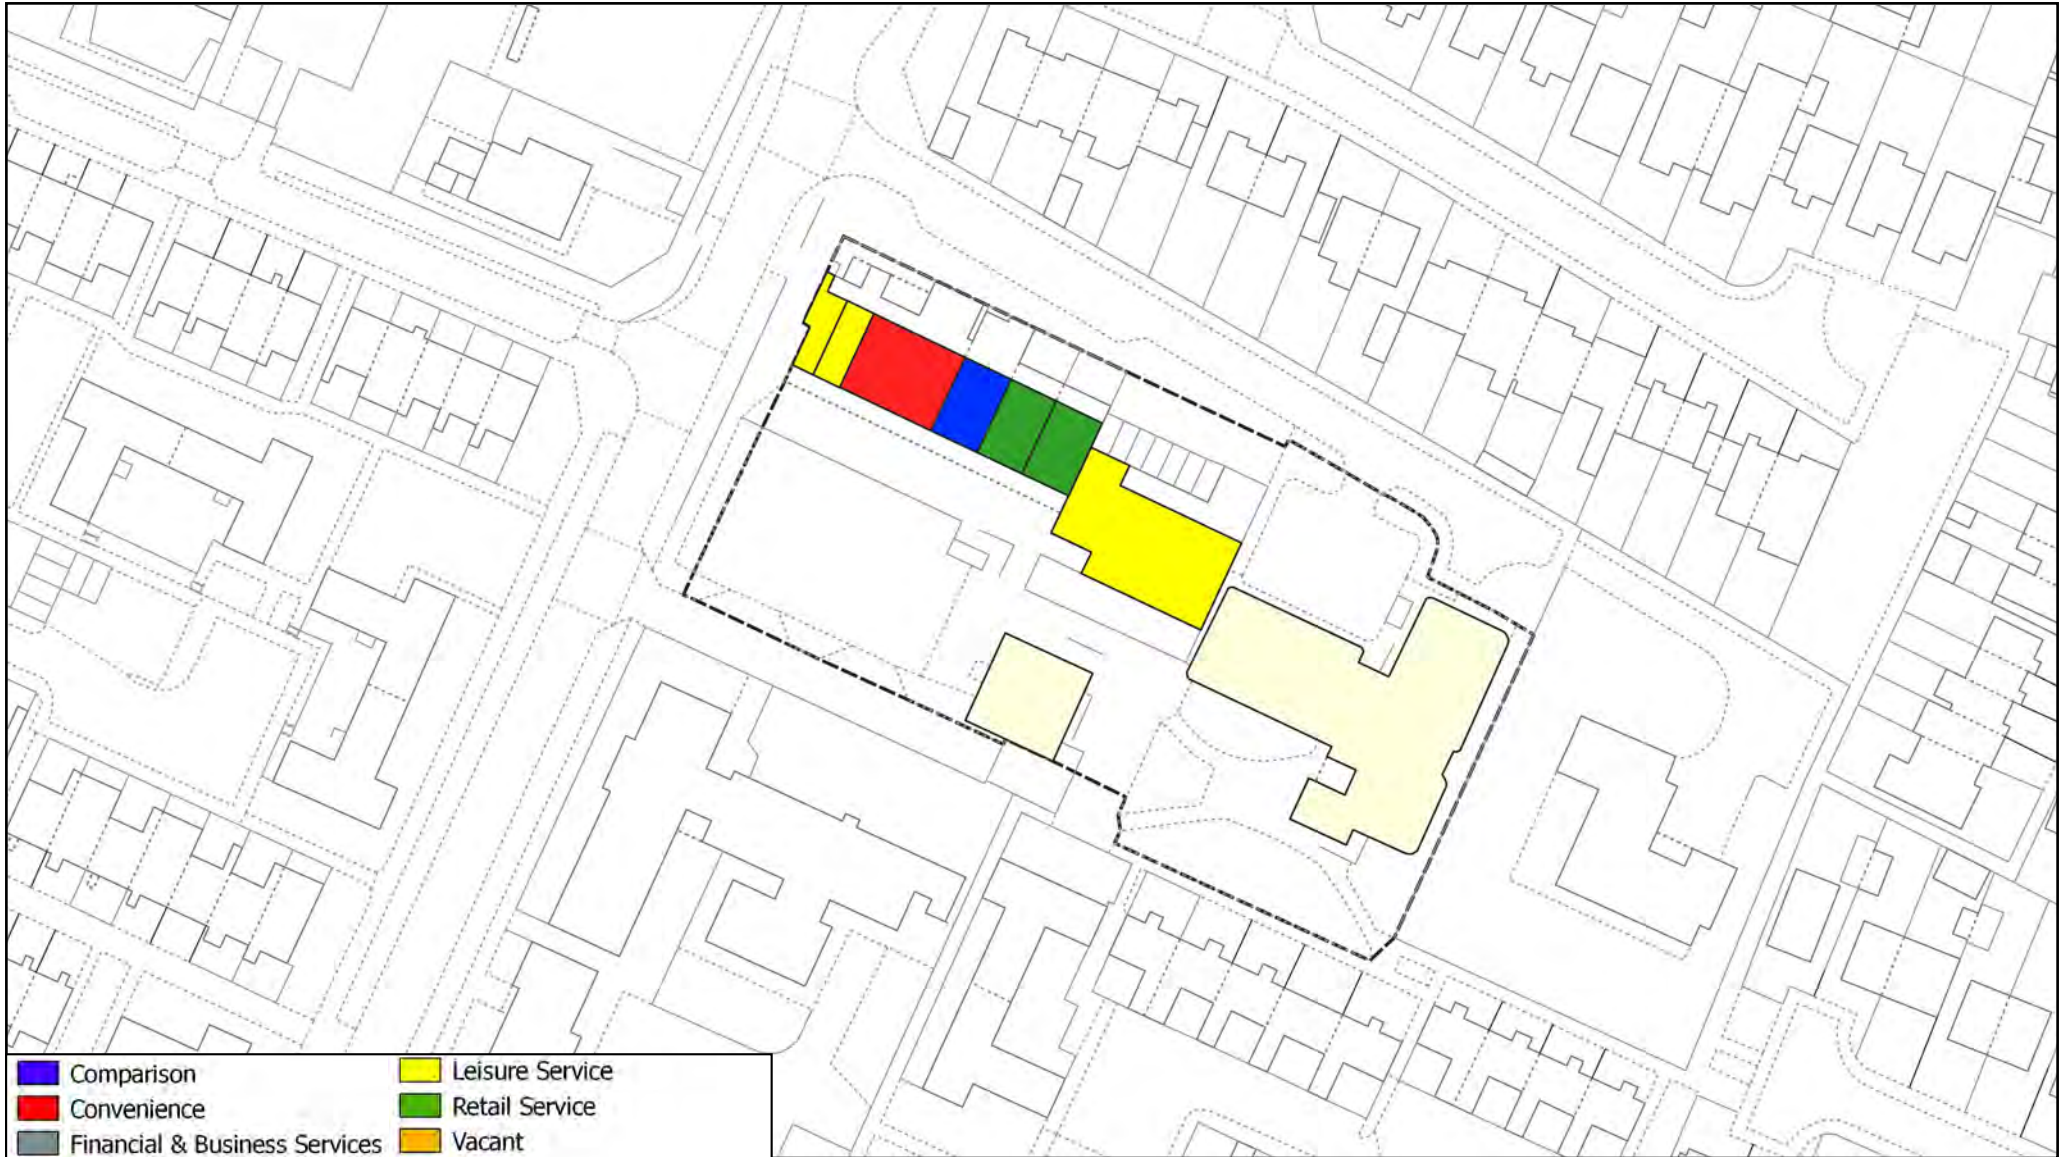 Comparison
Convenience
Financial & Business Services
Leisure Service
Retail Service
Vacant